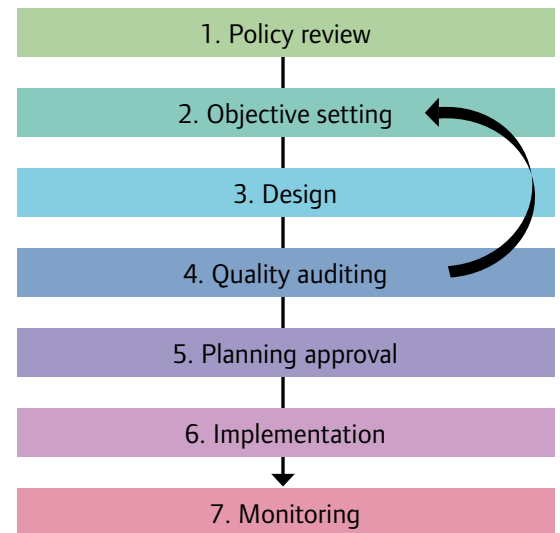 1. Policy review
2. Objective setting
3. Design
4. Quality auditing
5. Planning approval
6. Implementation
7. Monitoring